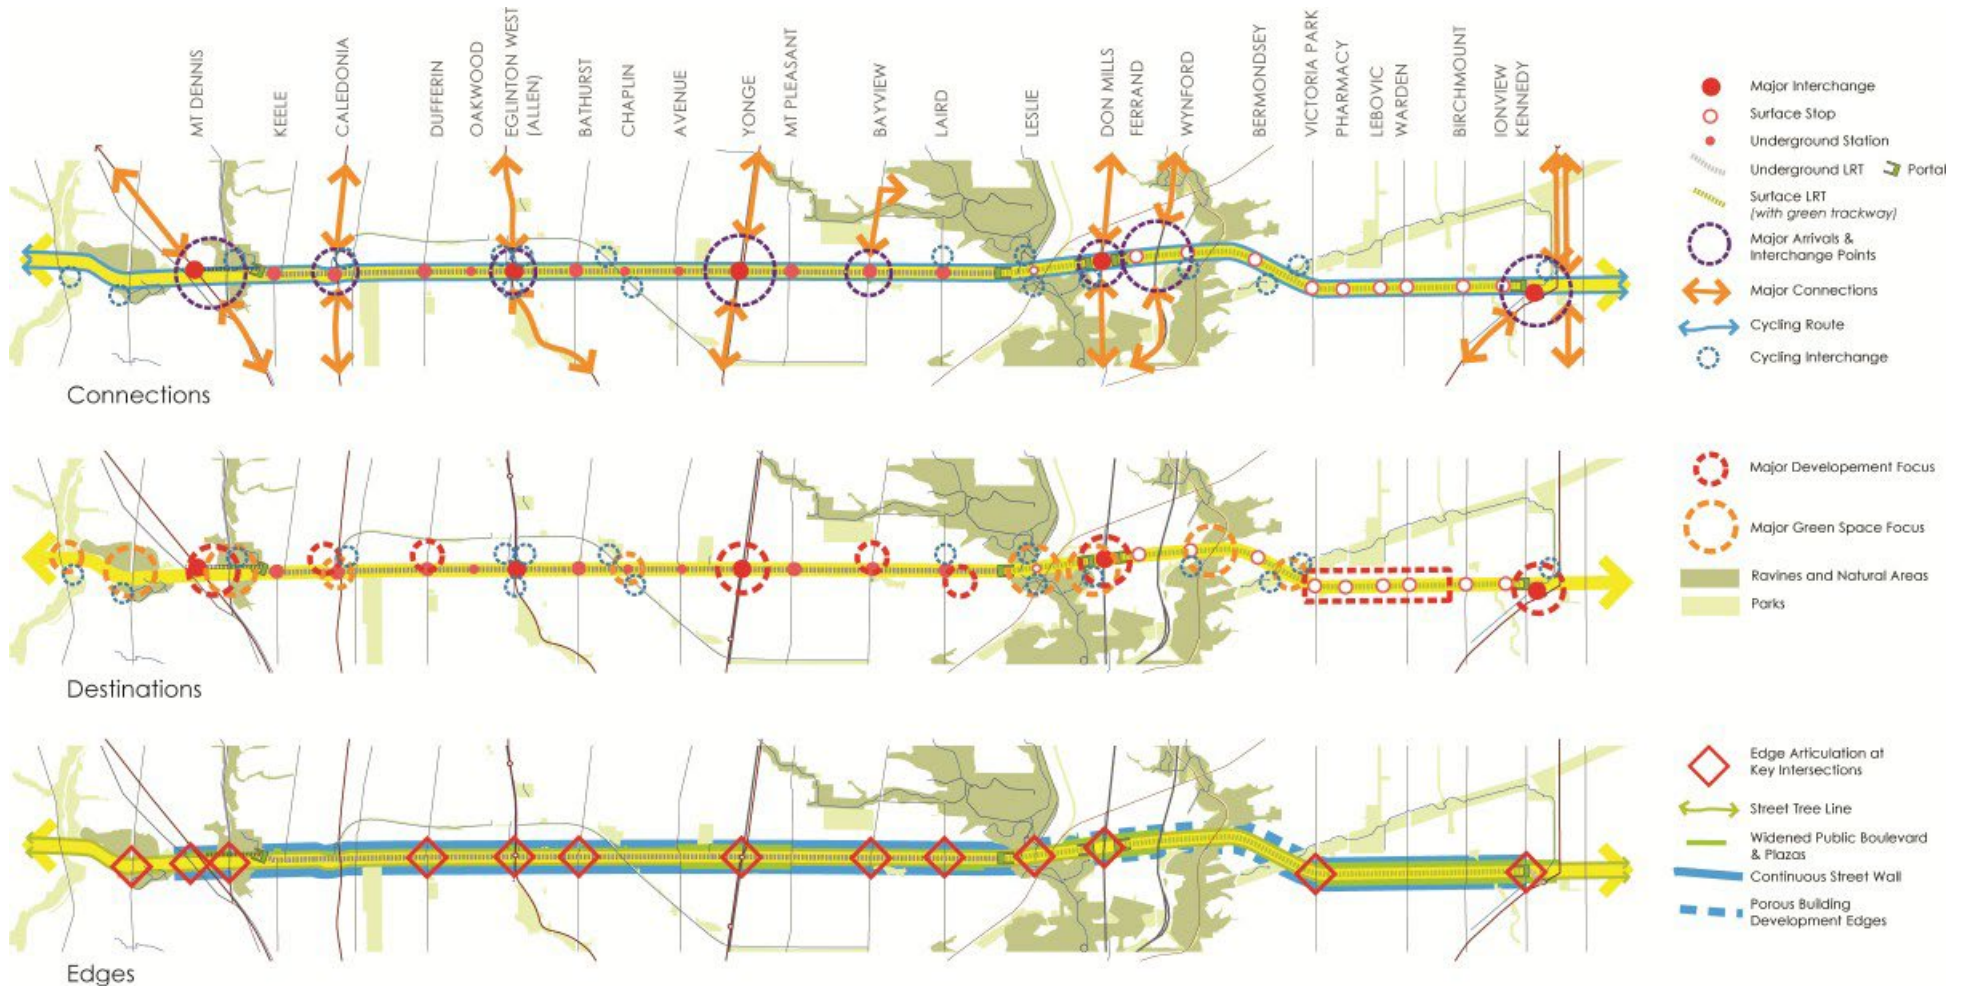 MT DENNIS
KEELE
CALEDONIA
DUFFERIN
OAKWOOD
EGLINTON WEST
(ALLEN)
BATHURST
CHAPLIN
AVENUE
YONGE
MT PLEASANT
BAYVIEW
LAIRD
LESLIE
DON MILLS
FERRAND
WYNFORD
BERMONDSEY
VICTORIA PARK
PHARMACY
LEBOVIC
WARDEN
BIRCHMOUNT
IONVIEW
KENNEDY
Major Interchange
Surface Stop
Underground Station
Underground LRT
Portal
Surface LRT
(with green trackway)
Major Arrivals &
Interchange Points
Major Connections
Cycling Route
Cycling Interchange
Connections
Major Developement Focus
Major Green Space Focus
Ravines and Natural Areas
Parks
Destinations
Edge Articulation at
Key Intersections
Street Tree Line
Widened Public Boulevard
& Plazas
Continuous Street Wall
Porous Building
Development Edges
Edges